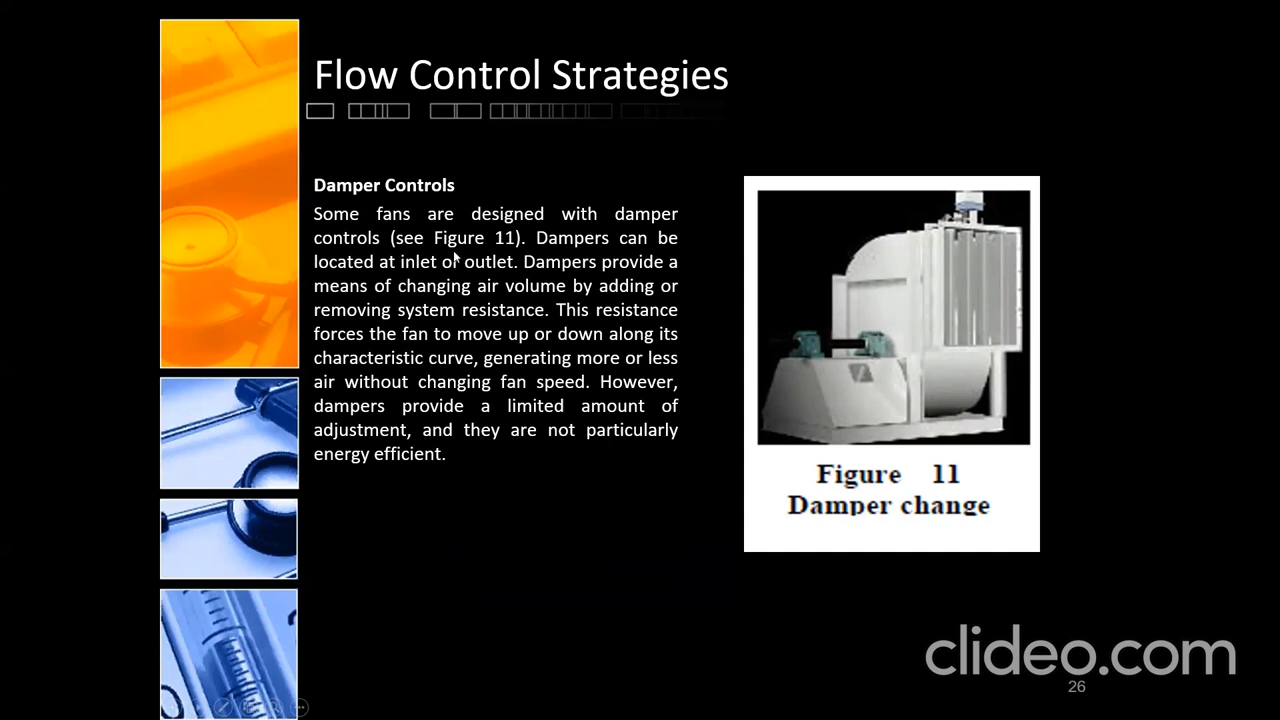 Flow Control Strategies
Damper Controls
Some fans are designed with damper
controls (see Figure 11). Dampers can be
located at inlet or outlet. Dampers provide a
means of changing air volume by adding or
removing system resistance. This resistance
forces the fan to move up or down along its
characteristic curve, generating more or less
air without changing fan speed. However,
dampers provide a limited amount of
adjustment, and they are not particularly
energy efficient.
Figure 11
Damper change
clideo.com
26